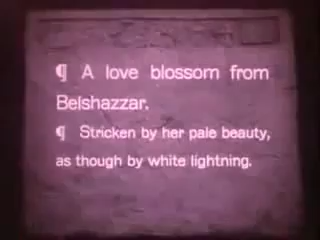 ¶ A love blossom from
Belshazzar.
¶ Stricken by her pale beauty,
as though by white lightning.